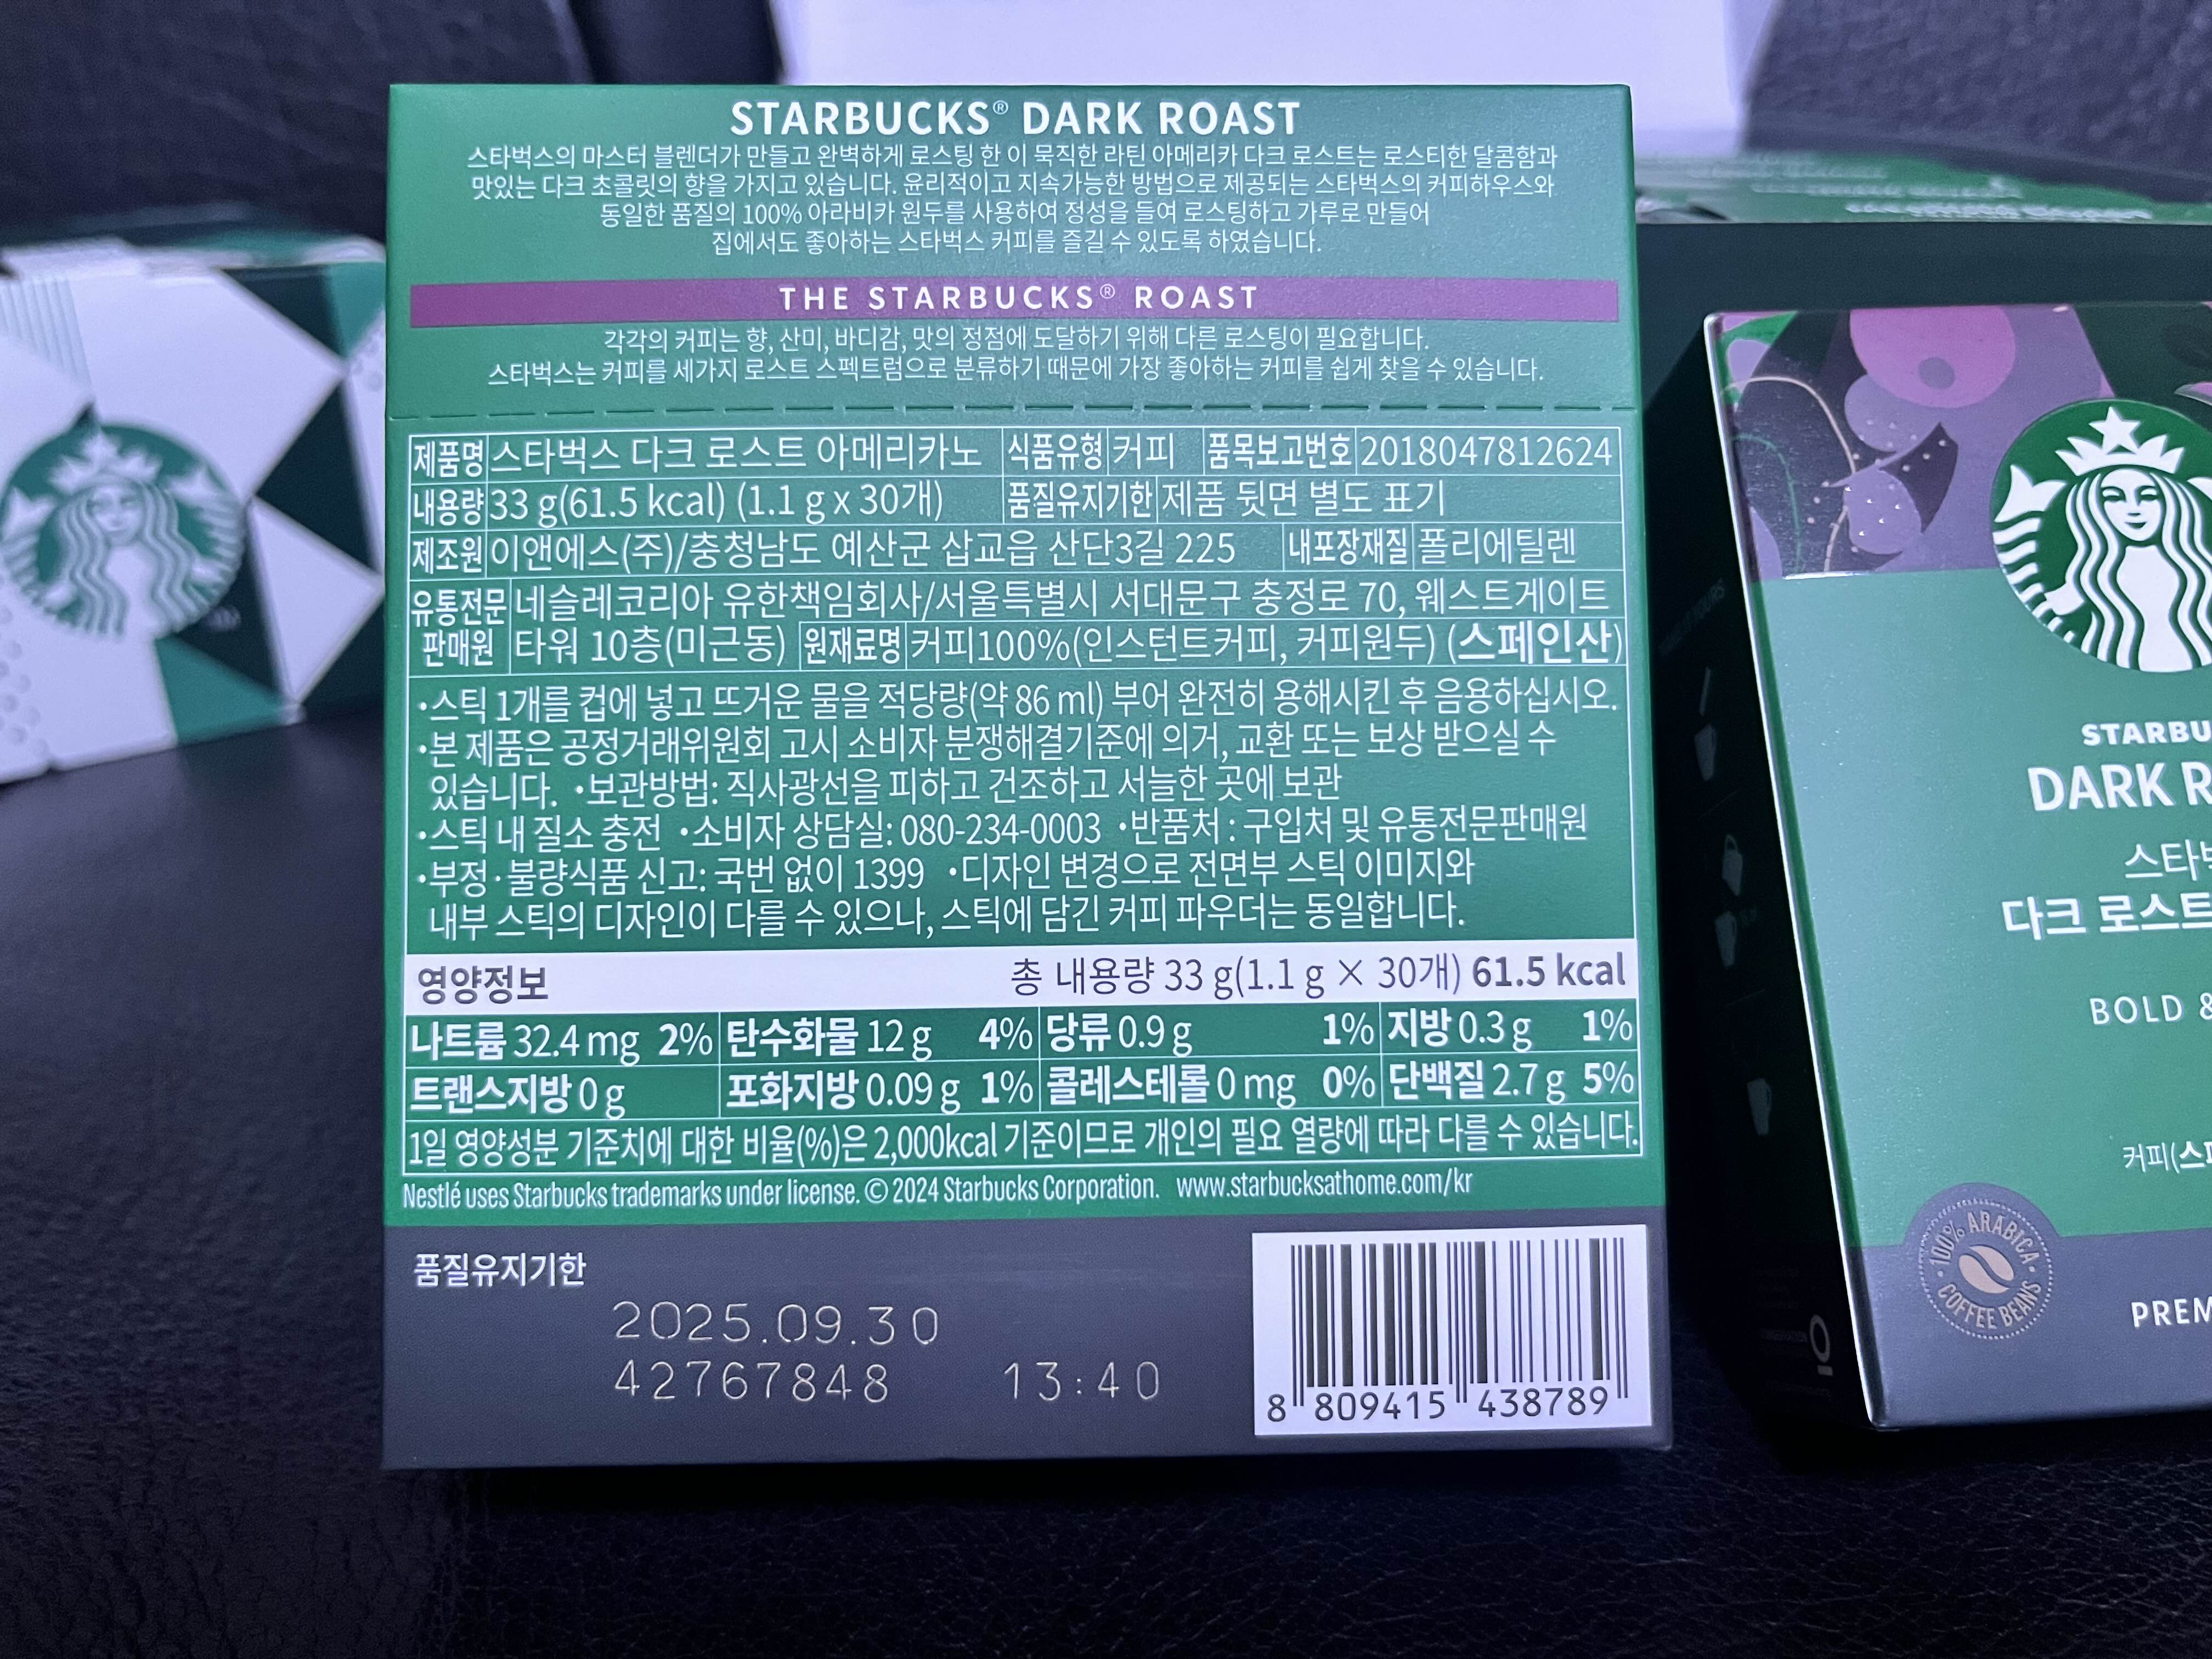 STARBUCKS® DARK ROAST
스타벅스의 마스터 블렌더가 만들고 완벽하게 로스팅 한 이 묵직한 라틴 아메리카 다크 로스트는 로스티한 달콤함과
맛있는 다크 초콜릿의 향을 가지고 있습니다. 윤리적이고 지속가능한 방법으로 제공되는 스타벅스의 커피하우스와
동일한 품질의 100% 아라비카 원두를 사용하여 정성을 들여 로스팅하고 가루로 만들어
집에서도 좋아하는 스타벅스 커피를 즐길 수 있도록 하였습니다.
THE STARBUCKS® ROAST
각각의 커피는 향, 산미, 바디감, 맛의 정점에 도달하기 위해 다른 로스팅이 필요합니다.
스타벅스는 커피를 세가지 로스트 스펙트럼으로 분류하기 때문에 가장 좋아하는 커피를 쉽게 찾을 수 있습니다.
제품명 스타벅스 다크 로스트 아메리카노 식품유형 커피 품목보고번호 2018047812624
내용량 33 g(61.5 kcal) (1.1 g x 30개) 품질유지기한 제품 뒷면 별도 표기
제조원 이앤에스(주)/충청남도 예산군 삽교읍 산단3길 225 내포장재질 폴리에틸렌
유통전문 네슬레코리아 유한책임회사/서울특별시 서대문구 충정로 70, 웨스트게이트
판매원 타워 10층(미근동) 원재료명 커피100%(인스턴트커피, 커피원두) (스페인산)
•스틱 1개를 컵에 넣고 뜨거운 물을 적당량(약 86 ml) 부어 완전히 용해시킨 후 음용하십시오.
•본 제품은 공정거래위원회 고시 소비자 분쟁해결기준에 의거, 교환 또는 보상 받으실 수
있습니다. •보관방법: 직사광선을 피하고 건조하고 서늘한 곳에 보관
•스틱 내 질소 충전 •소비자 상담실: 080-234-0003 •반품처 : 구입처 및 유통전문판매원
•부정·불량식품 신고: 국번 없이 1399 •디자인 변경으로 전면부 스틱 이미지와
내부 스틱의 디자인이 다를 수 있으나, 스틱에 담긴 커피 파우더는 동일합니다.
영양정보 총 내용량 33 g(1.1 g × 30개) 61.5 kcal
나트륨 32.4 mg 2% 탄수화물 12 g 4% 당류 0.9 g 1% 지방 0.3 g 1%
트랜스지방 0 g 포화지방 0.09 g 1% 콜레스테롤 0 mg 0% 단백질 2.7 g 5%
1일 영양성분 기준치에 대한 비율(%)은 2,000kcal 기준이므로 개인의 필요 열량에 따라 다를 수 있습니다.
Nestlé uses Starbucks trademarks under license. © 2024 Starbucks Corporation. www.starbucksathome.com/kr
품질유지기한
2025.09.30
42767848 13:40
8 809415 438789
STARBU
DARK R
스타벅
다크 로스트
BOLD &
커피(스페
100% ARABICA
COFFEE BEANS
PREM